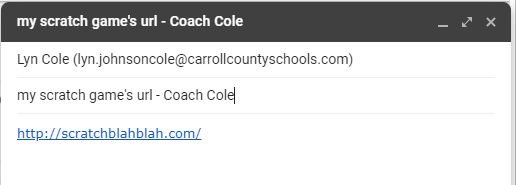 my scratch game's url - Coach Cole
Lyn Cole (lyn.johnsoncole@carrollcountyschools.com)
my scratch game's url - Coach Cole
http://scratchblahblah.com/